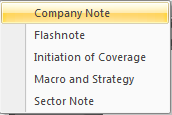 Company Note
Flashnote
Initiation of Coverage
Macro and Strategy
Sector Note